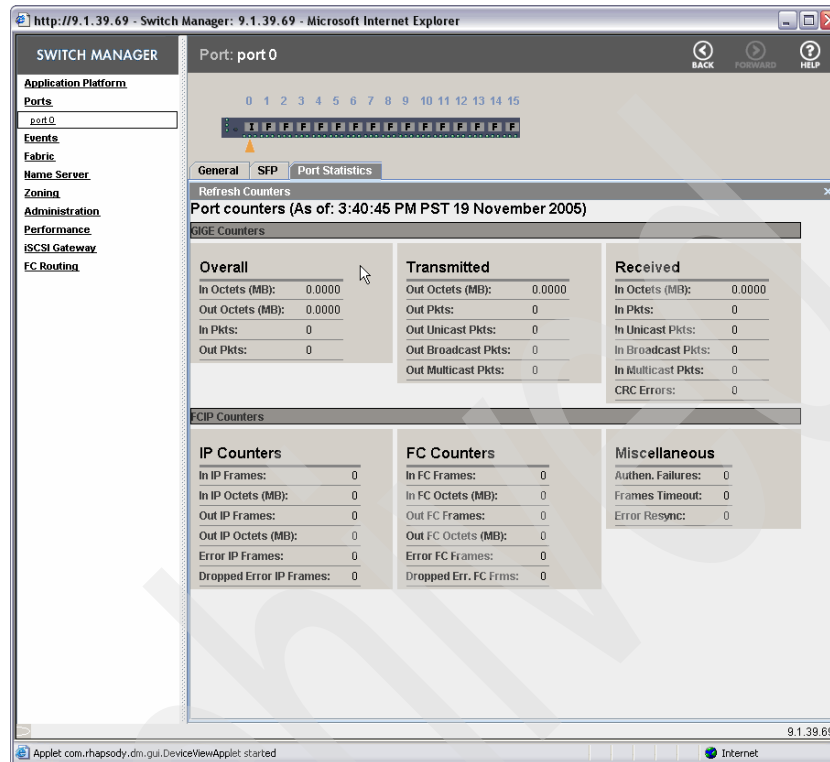 http://9.1.39.69 - Switch Manager: 9.1.39.69 - Microsoft Internet Explorer
SWITCH MANAGER
Port: port 0
BACK
FORWARD
HELP
Application Platform
Ports
port 0
Events
Fabric
Name Server
Zoning
Administration
Performance
iSCSI Gateway
FC Routing
0 1 2 3 4 5 6 7 8 9 10 11 12 13 14 15
I F F F F F F F F F F F F F F F
General
SFP
Port Statistics
Refresh Counters
Port counters (As of: 3:40:45 PM PST 19 November 2005)
GIGE Counters
Overall
In Octets (MB): 0.0000
Out Octets (MB): 0.0000
In Pkts: 0
Out Pkts: 0
Transmitted
Out Octets (MB): 0.0000
Out Pkts: 0
Out Unicast Pkts: 0
Out Broadcast Pkts: 0
Out Multicast Pkts: 0
Received
In Octets (MB): 0.0000
In Pkts: 0
In Unicast Pkts: 0
In Broadcast Pkts: 0
In Multicast Pkts: 0
CRC Errors: 0
FCIP Counters
IP Counters
In IP Frames: 0
In IP Octets (MB): 0
Out IP Frames: 0
Out IP Octets (MB): 0
Error IP Frames: 0
Dropped Error IP Frames: 0
FC Counters
In FC Frames: 0
In FC Octets (MB): 0
Out FC Frames: 0
Out FC Octets (MB): 0
Error FC Frames: 0
Dropped Err. FC Frms: 0
Miscellaneous
Authen. Failures: 0
Frames Timeout: 0
Error Resync: 0
9.1.39.69
Applet com.rhapsody.dm.gui.DeviceViewApplet started
Internet